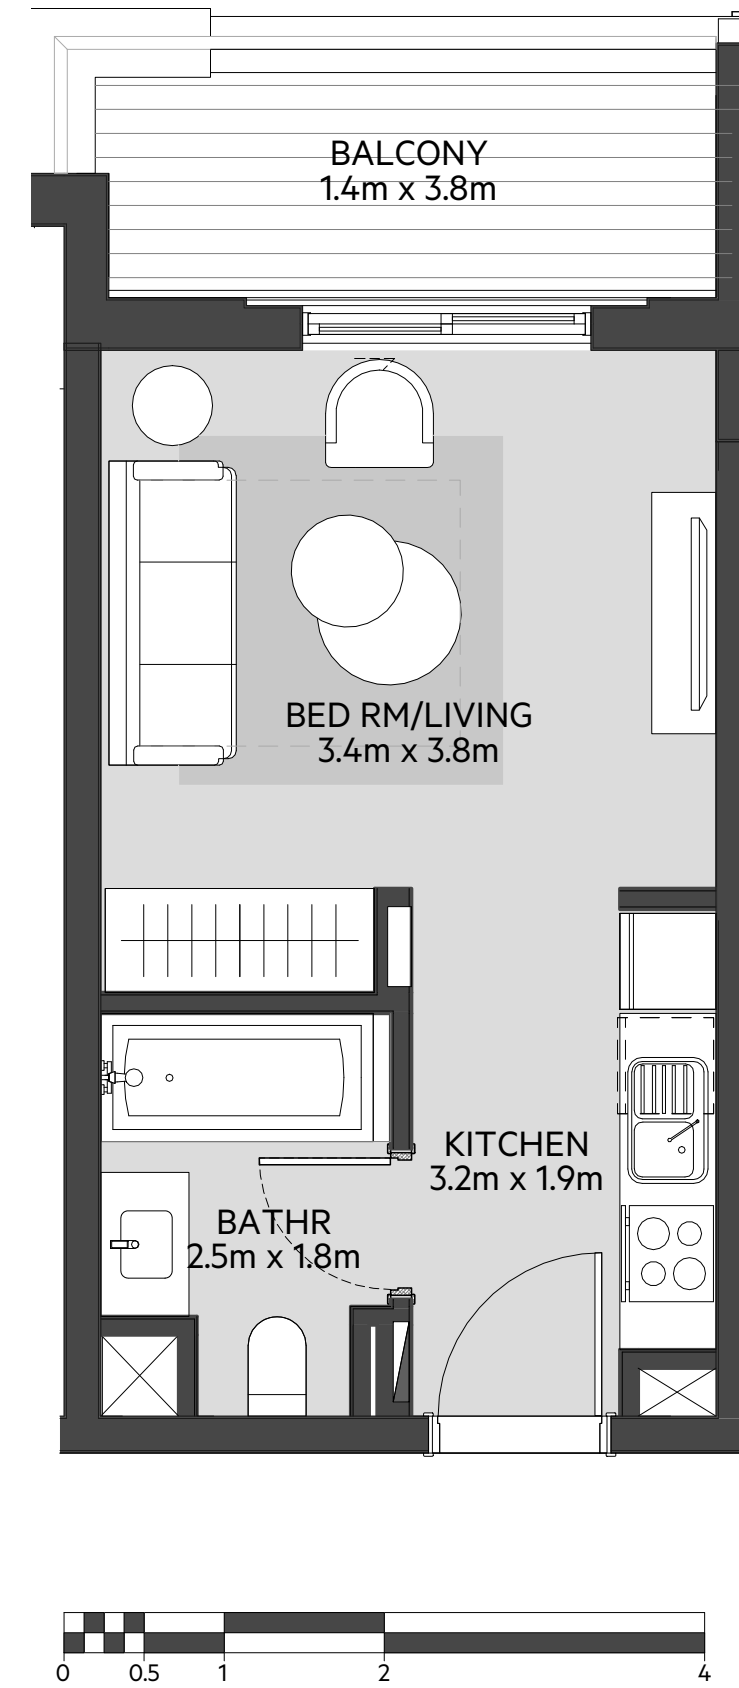 BALCONY
1.4m x 3.8m
BED RM/LIVING
3.4m x 3.8m
KITCHEN
3.2m x 1.9m
BATHR
2.5m x 1.8m
0 0.5 1 2 4